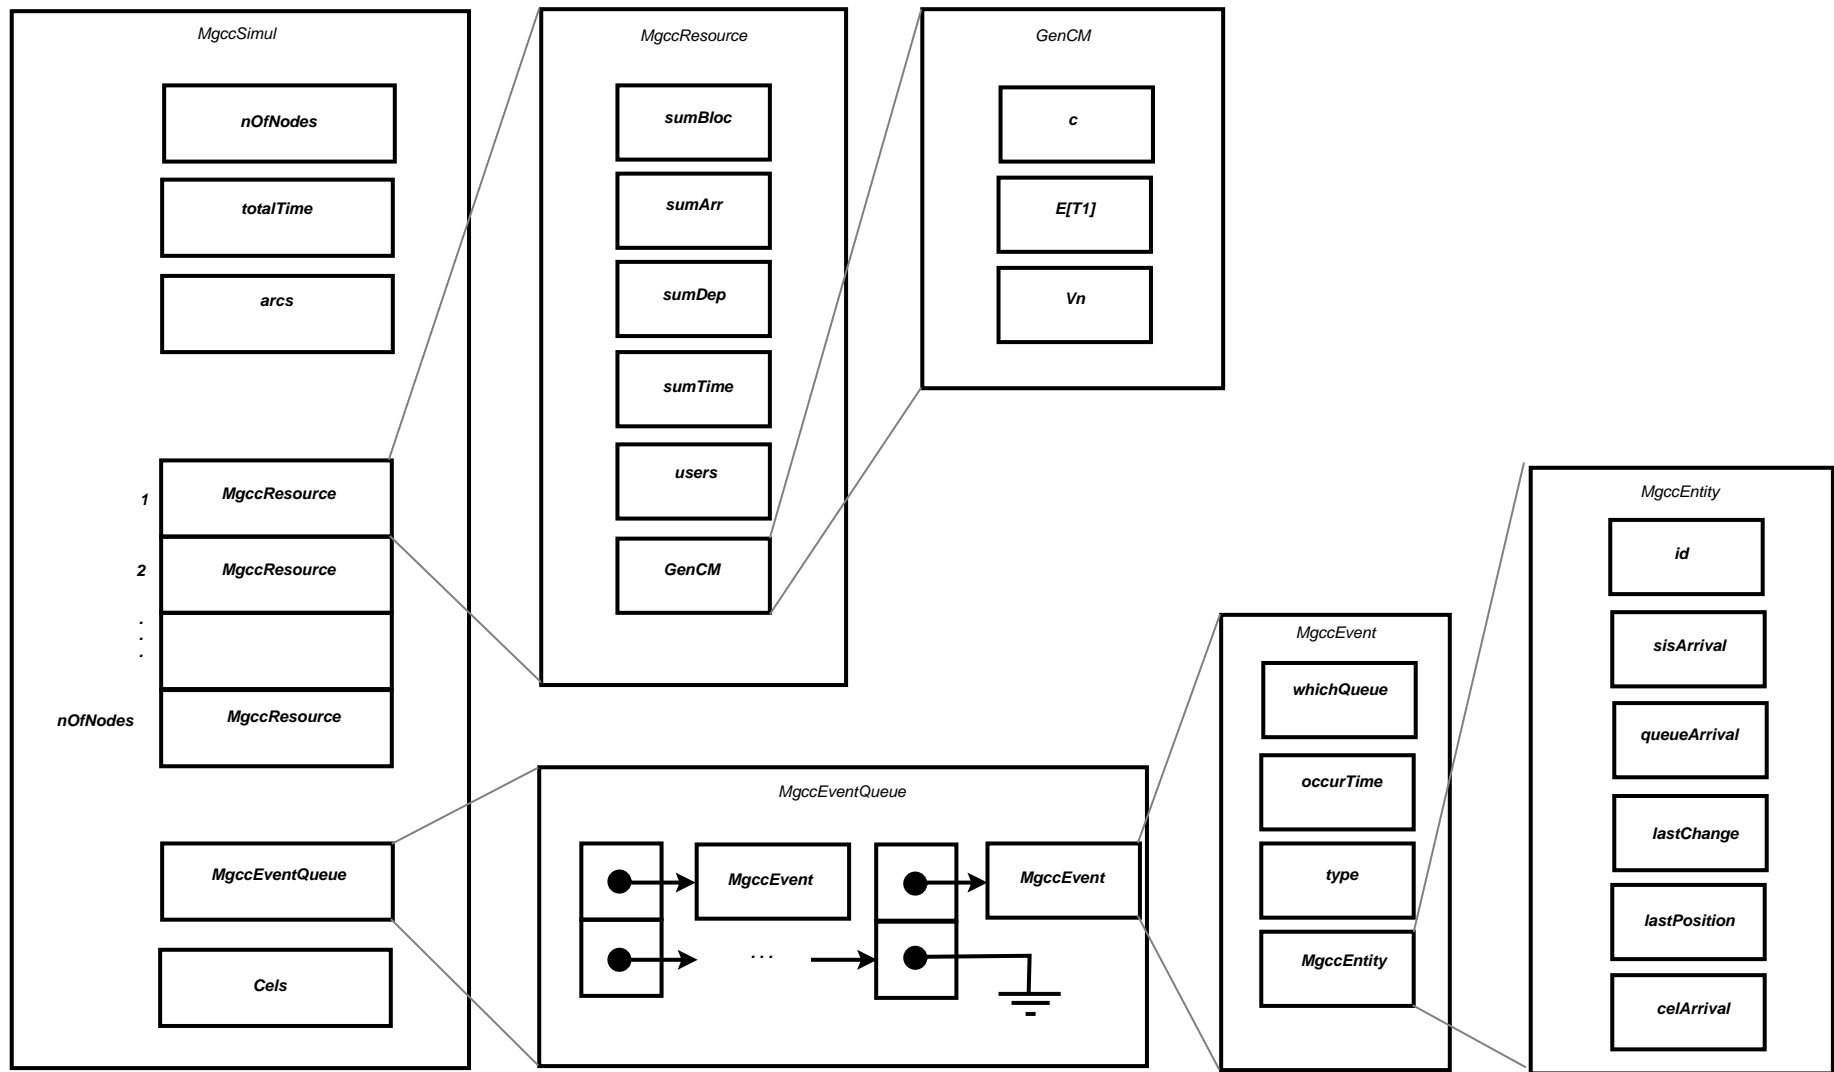 MgccSimul
nOfNodes
totalTime
arcs
1
MgccResource
2
MgccResource
.
.
.
nOfNodes
MgccResource
MgccEventQueue
Cels
MgccResource
sumBloc
sumArr
sumDep
sumTime
users
GenCM
GenCM
c
E[T1]
Vn
MgccEventQueue
MgccEvent
MgccEvent
...
MgccEvent
whichQueue
occurTime
type
MgccEntity
MgccEntity
id
sisArrival
queueArrival
lastChange
lastPosition
celArrival